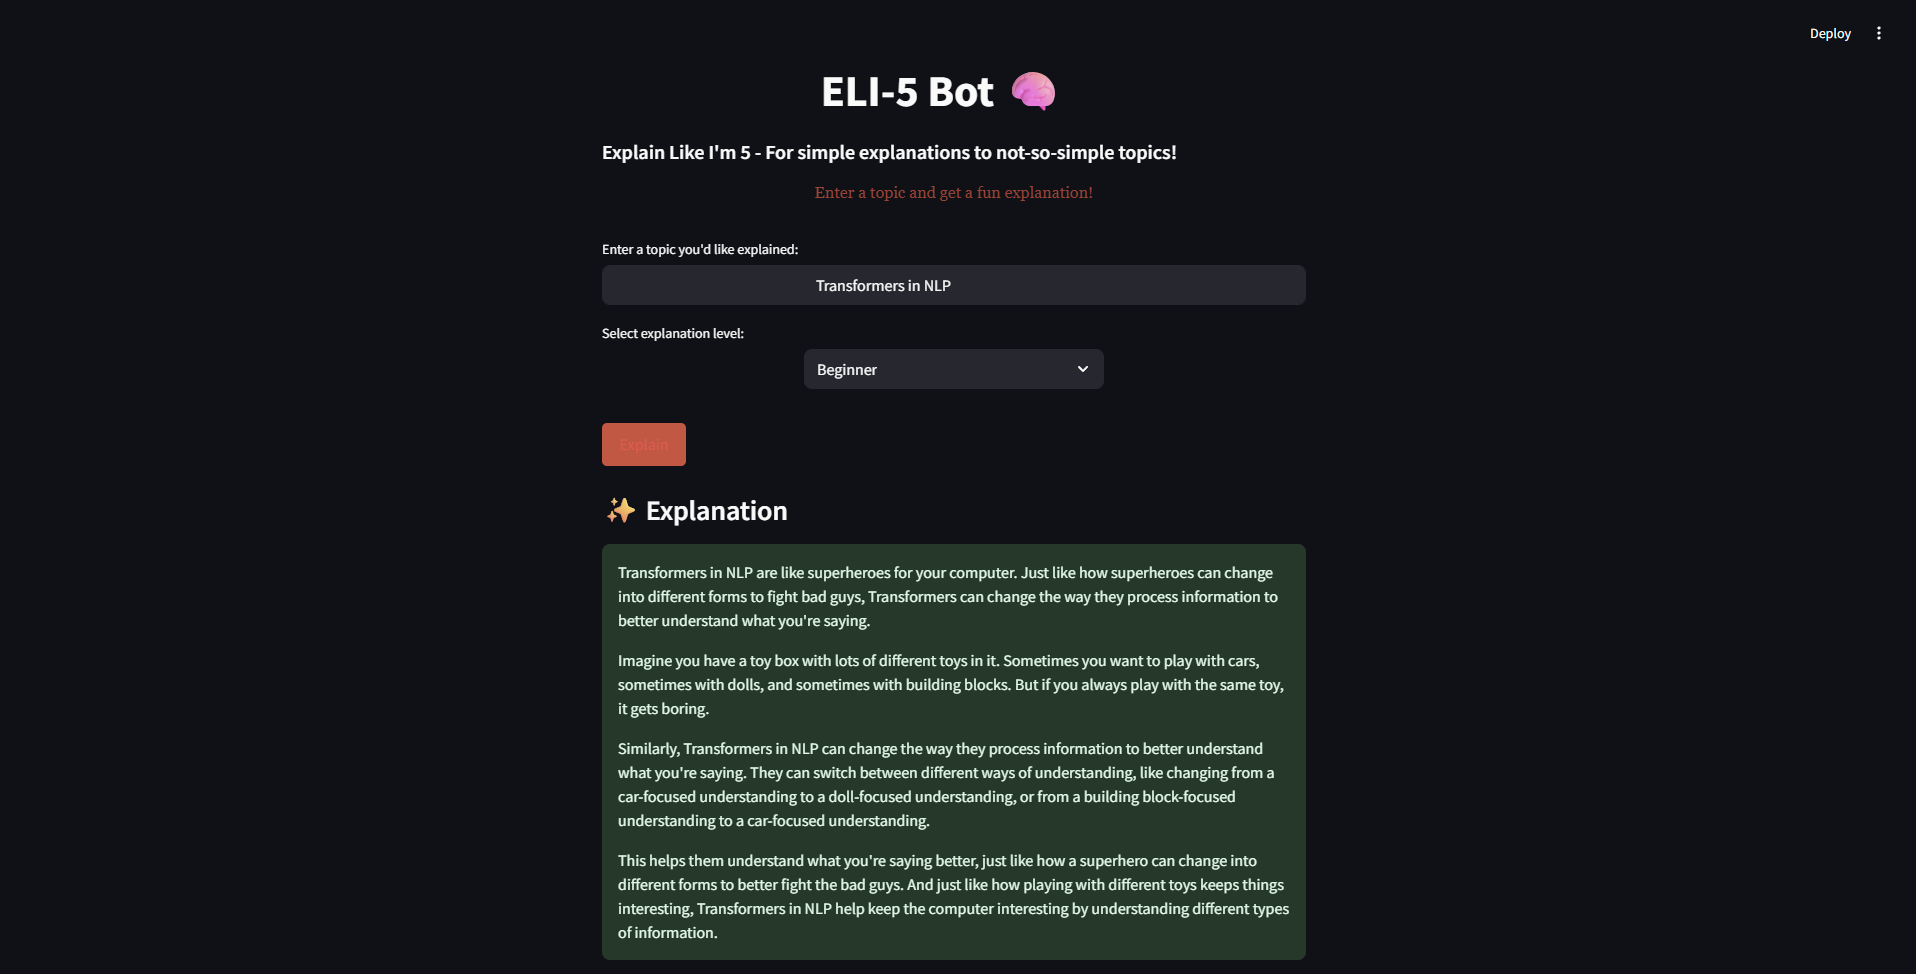 Deploy
ELI-5 Bot
Explain Like I'm 5 - For simple explanations to not-so-simple topics!
Enter a topic and get a fun explanation!
Enter a topic you'd like explained:
Transformers in NLP
Select explanation level:
Beginner
Explain
Explanation
Transformers in NLP are like superheroes for your computer. Just like how superheroes can change
into different forms to fight bad guys, Transformers can change the way they process information to
better understand what you're saying.
Imagine you have a toy box with lots of different toys in it. Sometimes you want to play with cars,
sometimes with dolls, and sometimes with building blocks. But if you always play with the same toy,
it gets boring.
Similarly, Transformers in NLP can change the way they process information to better understand
what you're saying. They can switch between different ways of understanding, like changing from a
car-focused understanding to a doll-focused understanding, or from a building block-focused
understanding to a car-focused understanding.
This helps them understand what you're saying better, just like how a superhero can change into
different forms to better fight the bad guys. And just like how playing with different toys keeps things
interesting, Transformers in NLP help keep the computer interesting by understanding different types
of information.